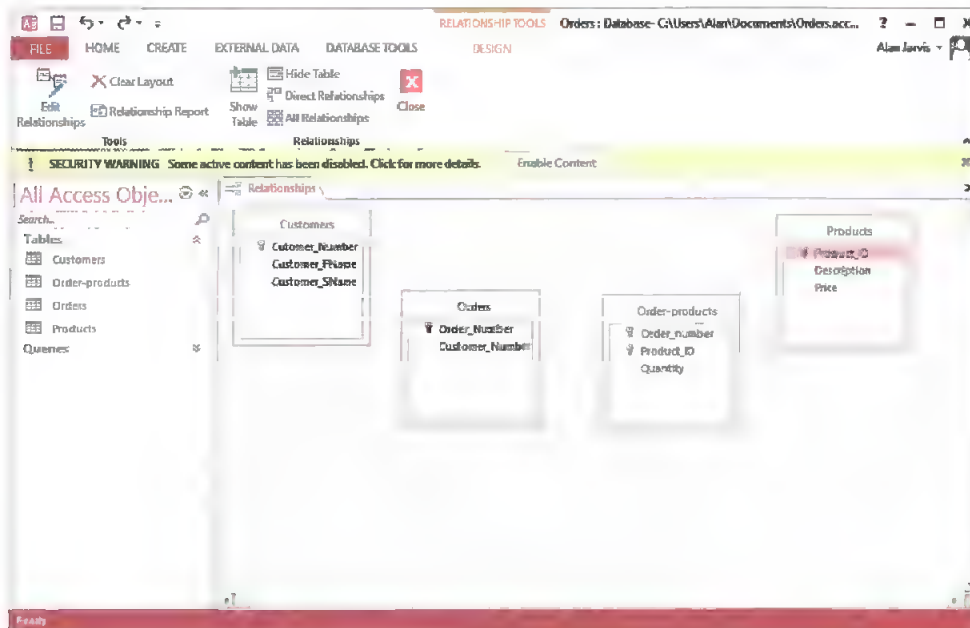 RELATIONSHIP TOOLS Orders : Database- C:\Users\Alan\Documents\Orders.acc... ?
FILE HOME CREATE EXTERNAL DATA DATABASE TOOLS DESIGN Alan Jarvis
Edit Relationships
Clear Layout
Relationship Report
Tools
Show Table
Hide Table
Direct Relationships
All Relationships
Close
Relationships
! SECURITY WARNING Some active content has been disabled. Click for more details. Enable Content
All Access Obje... «
Search...
Tables
Customers
Order-products
Orders
Products
Queries
Relationships
Customers
Cutomer_Number
Customer_FName
Customer_SName
Orders
Order_Number
Customer_Number
Order-products
Order_number
Product_ID
Quantity
Products
Product_ID
Description
Price
Ready